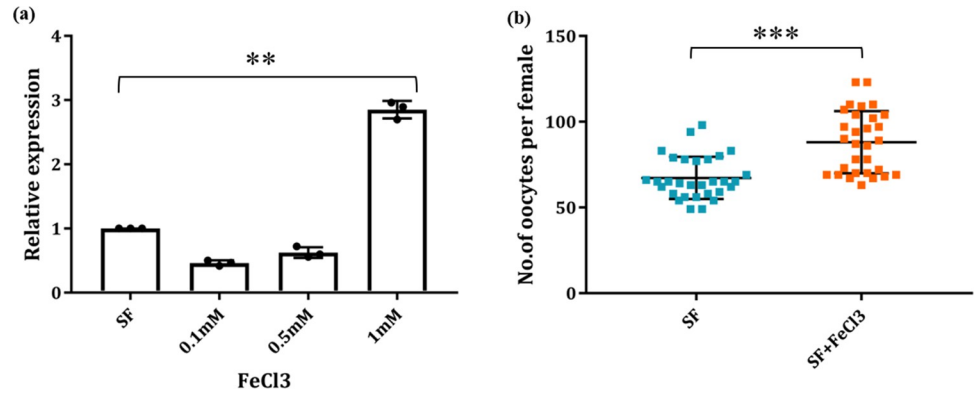 (a)
Relative expression
4
3
2
1
0
**
SF
0.1mM
0.5mM
1mM
FeCl3
(b)
No.of oocytes per female
150
100
50
0
***
SF
SF+FeCl3